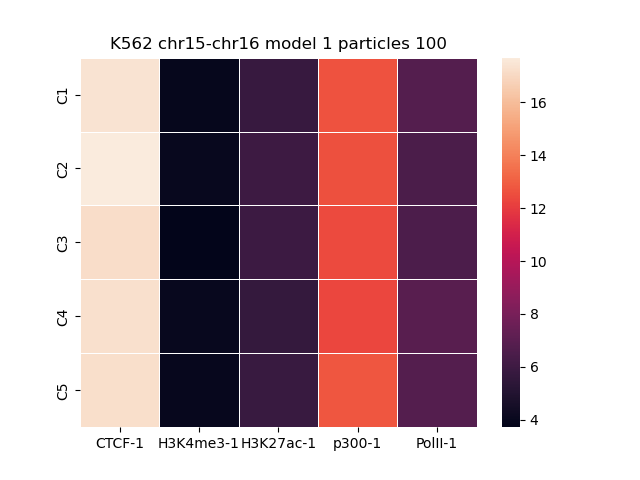 K562 chr15-chr16 model 1 particles 100
C1
C2
C3
C4
C5
CTCF-1 H3K4me3-1 H3K27ac-1 p300-1 PolII-1
16
14
12
10
8
6
4